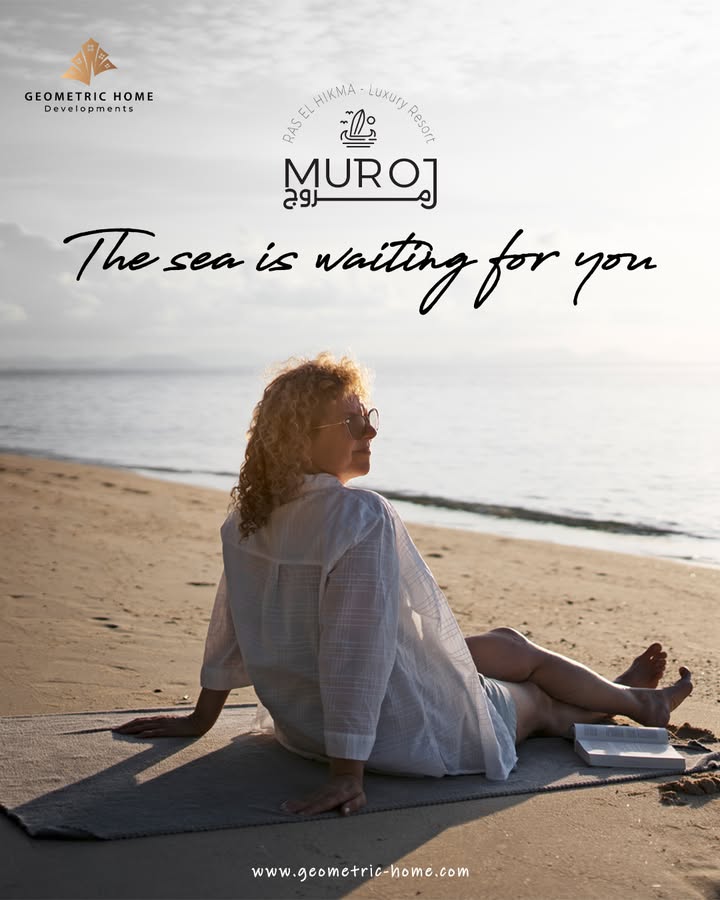 GEOMETRIC HOME
Developments
RAS EL HIKMA - Luxury Resort
MUROJ
مروج
The sea is waiting for you
www.geometric-home.com